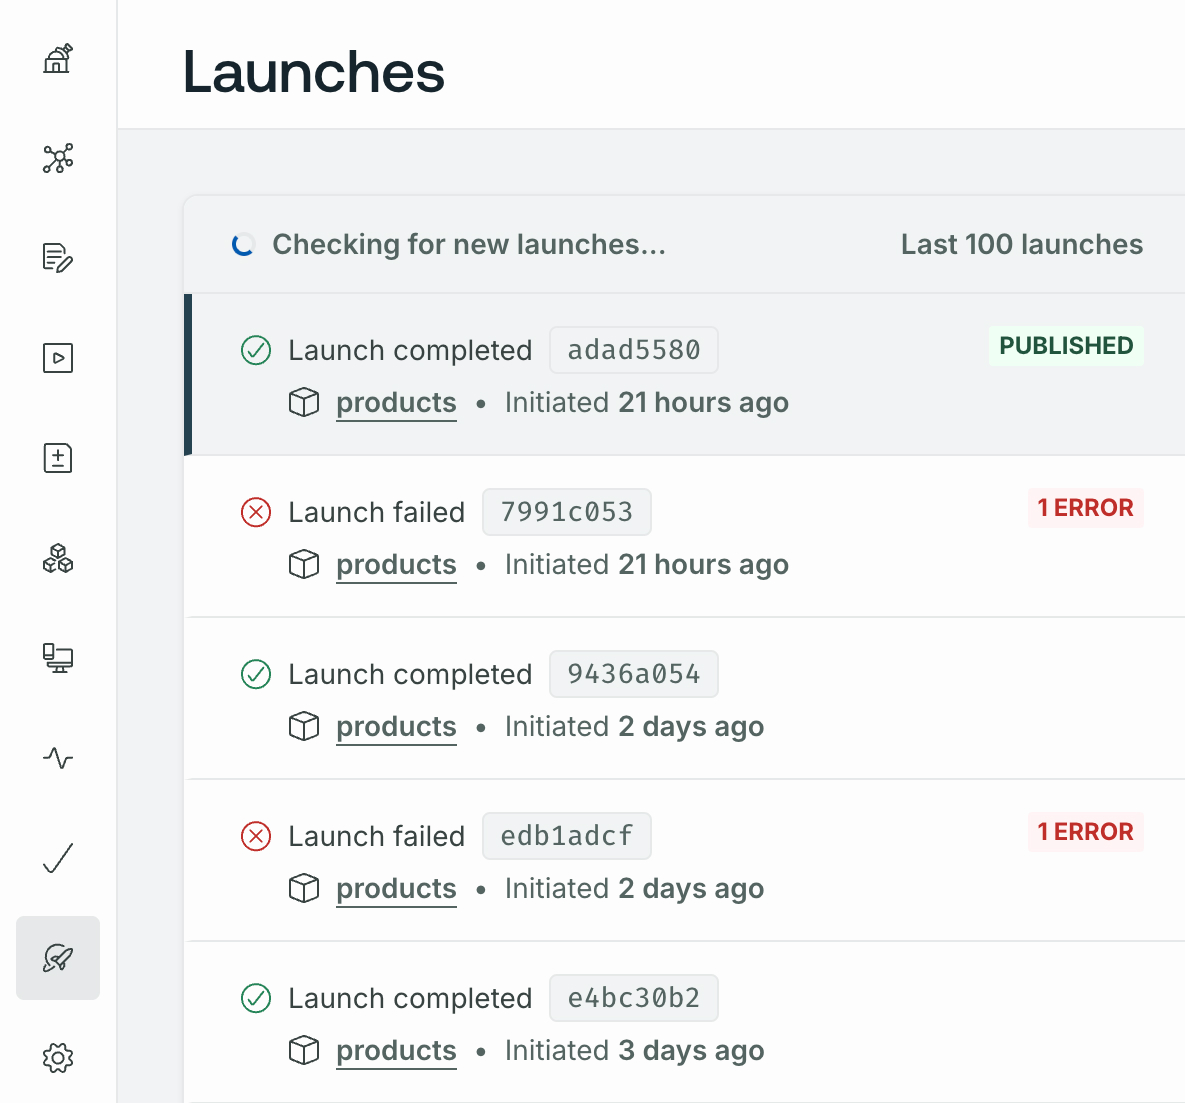 Launches
Checking for new launches... Last 100 launches
Launch completed adad5580 PUBLISHED
products • Initiated 21 hours ago
Launch failed 7991c053 1 ERROR
products • Initiated 21 hours ago
Launch completed 9436a054
products • Initiated 2 days ago
Launch failed edb1adcf 1 ERROR
products • Initiated 2 days ago
Launch completed e4bc30b2
products • Initiated 3 days ago